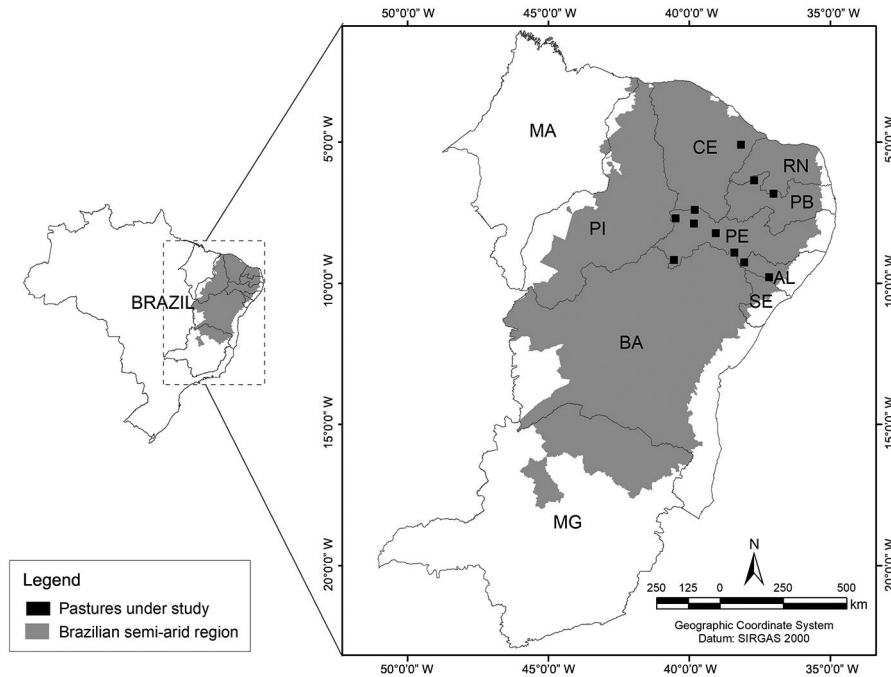 50°0'0" W 45°0'0" W 40°0'0" W 35°0'0" W
MA
CE
RN
PB
PI
PE
AL
SE
BA
MG
BRAZIL
5°0'0" W
10°0'0" W
15°0'0" W
20°0'0" W
5°0'0" W
10°0'0" W
15°0'0" W
20°0'0" W
N
250 125 0 250 500
km
Geographic Coordinate System
Datum: SIRGAS 2000
Legend
Pastures under study
Brazilian semi-arid region
50°0'0" W 45°0'0" W 40°0'0" W 35°0'0" W